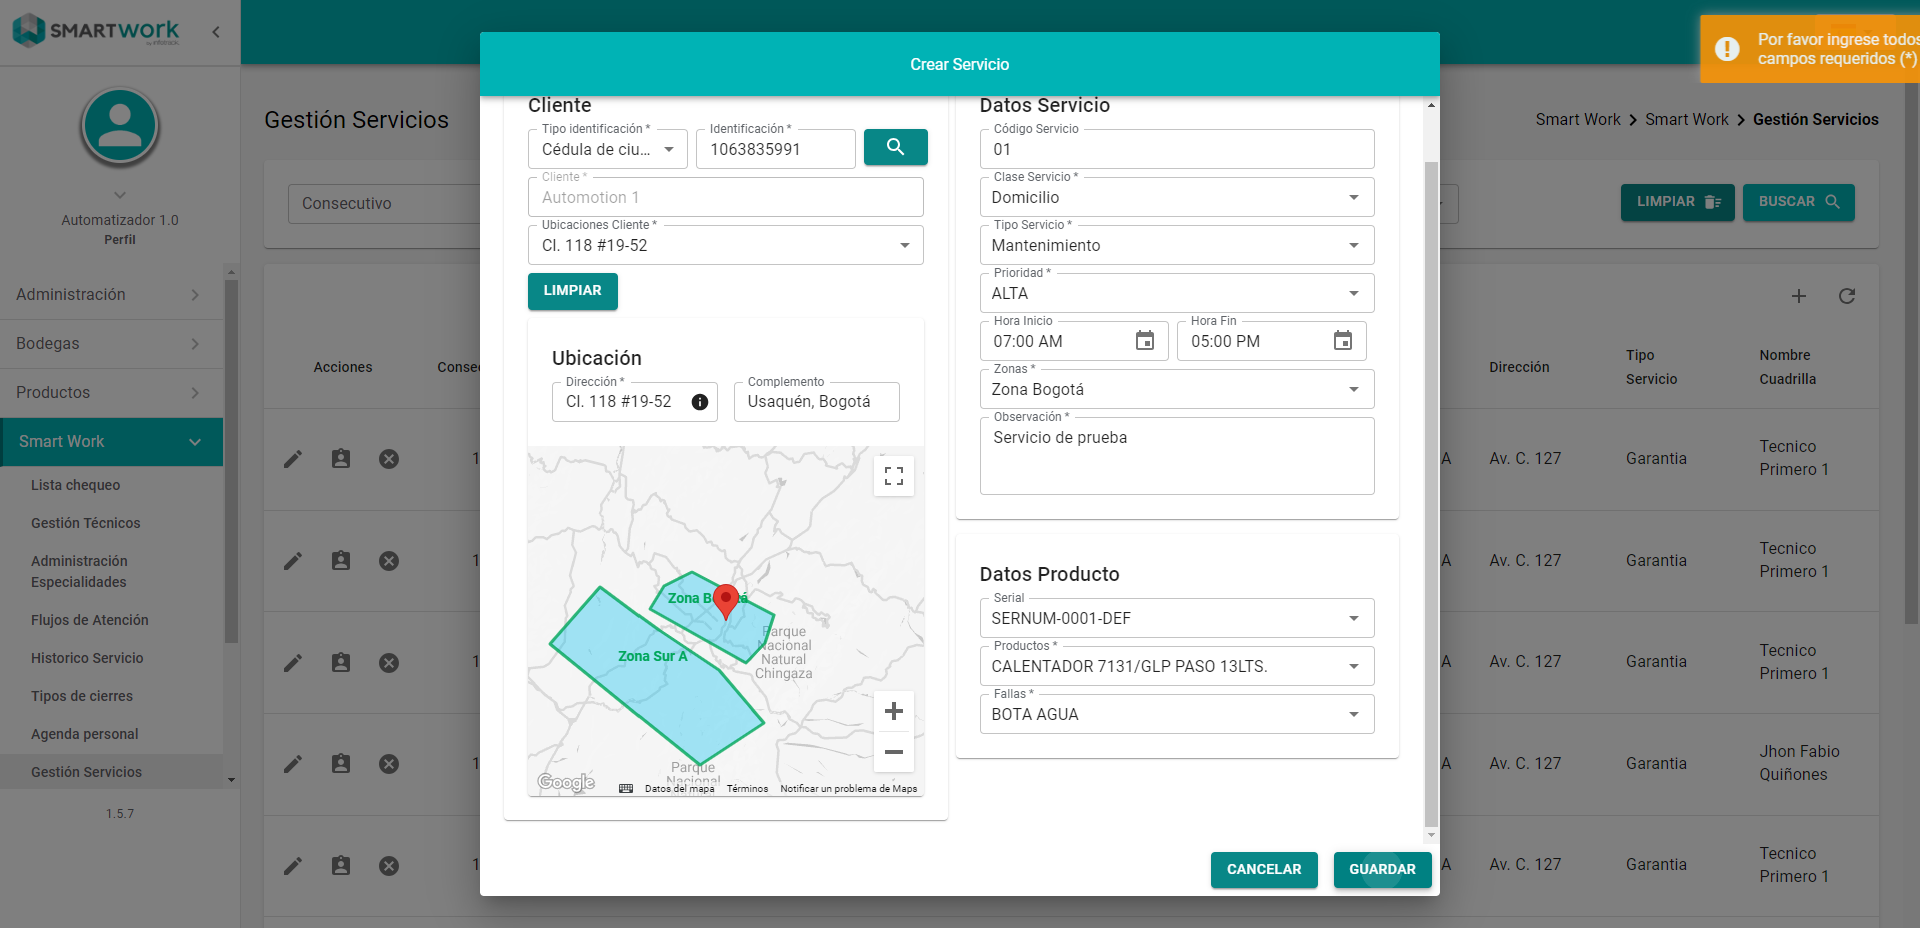 SMARTWORK
Automatizador 1.0
Perfil
Administración
Bodegas
Productos
Smart Work
Lista chequeo
Gestión Técnicos
Administración
Especialidades
Flujos de Atención
Historico Servicio
Tipos de cierres
Agenda personal
Gestión Servicios
1.5.7
Por favor ingrese todos
campos requeridos (*)
Gestión Servicios
Smart Work > Smart Work > Gestión Servicios
Consecutivo
LIMPIAR
BUSCAR
Acciones
Conse
Dirección
Tipo
Servicio
Nombre
Cuadrilla
1
A
Av. C. 127
Garantia
Tecnico
Primero 1
1
A
Av. C. 127
Garantia
Tecnico
Primero 1
1
A
Av. C. 127
Garantia
Tecnico
Primero 1
1
A
Av. C. 127
Garantia
Jhon Fabio
Quiñones
1
A
Av. C. 127
Garantia
Tecnico
Primero 1
Crear Servicio
Cliente
Tipo identificación *
Cédula de ciu...
Identificación *
1063835991
Cliente *
Automotion 1
Ubicaciones Cliente *
Cl. 118 #19-52
LIMPIAR
Ubicación
Dirección *
Cl. 118 #19-52
Complemento
Usaquén, Bogotá
Zona B tá
Zona Sur A
Parque
Nacional
Natural
Chingaza
Parque
Nacional
Google
Datos del mapa
Términos
Notificar un problema de Maps
Datos Servicio
Código Servicio
01
Clase Servicio *
Domicilio
Tipo Servicio *
Mantenimiento
Prioridad *
ALTA
Hora Inicio
07:00 AM
Hora Fin
05:00 PM
Zonas *
Zona Bogotá
Observación *
Servicio de prueba
Datos Producto
Serial
SERNUM-0001-DEF
Productos *
CALENTADOR 7131/GLP PASO 13LTS.
Fallas *
BOTA AGUA
CANCELAR
GUARDAR